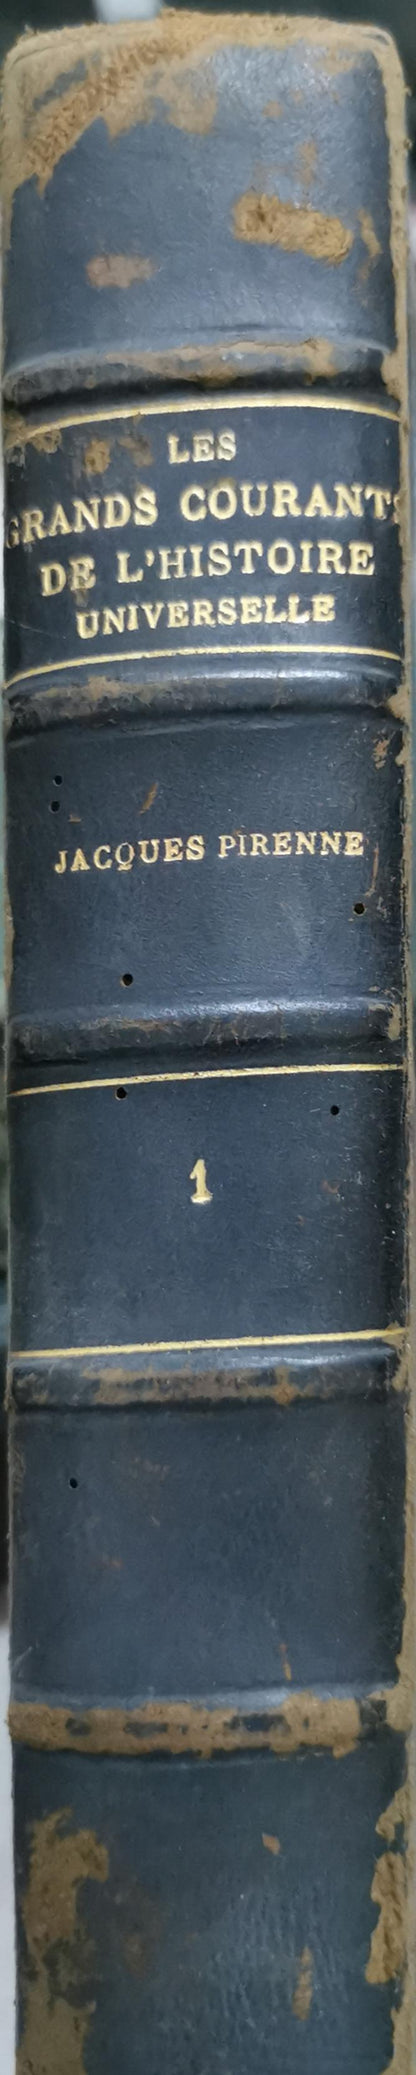 LES
GRANDS COURANTS
DE L'HISTOIRE
UNIVERSELLE
JACQUES PIRENNE
1